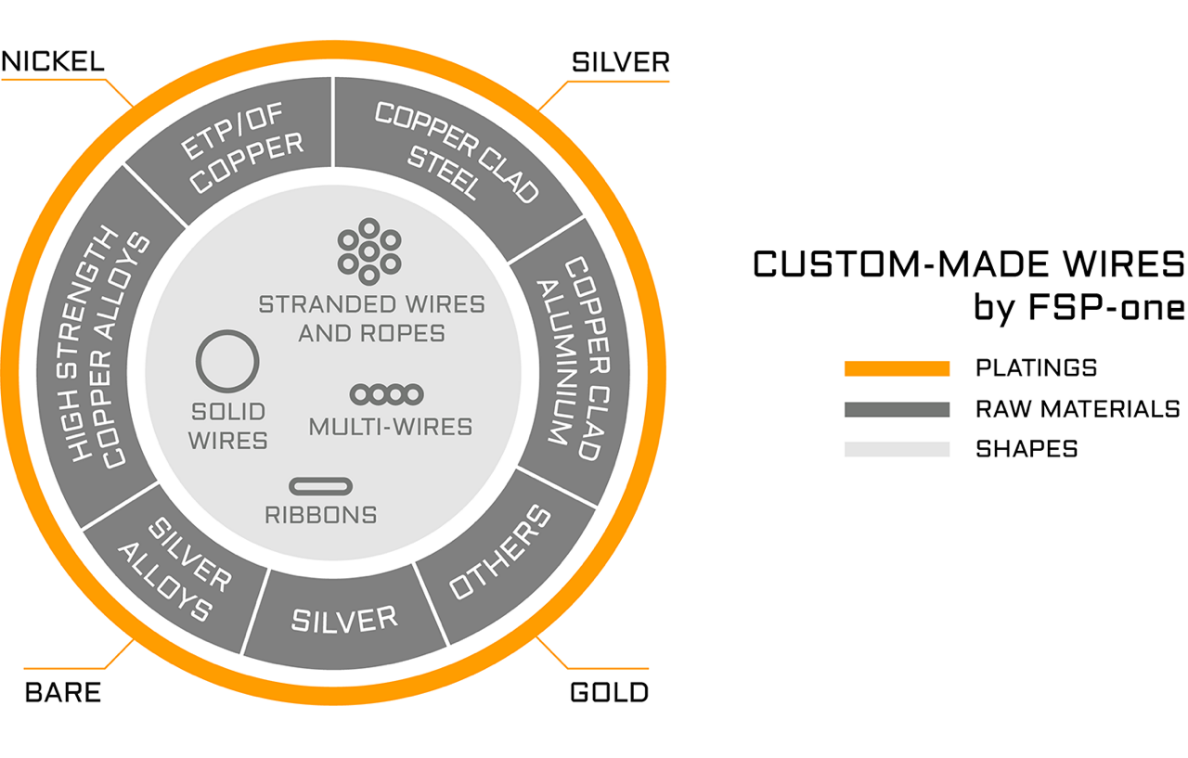 NICKEL
SILVER
ETP/OF
COPPER
COPPER CLAD
STEEL
HIGH STRENGTH
COPPER ALLOYS
COPPER CLAD
ALUMINIUM
STRANDED WIRES
AND ROPES
SOLID
WIRES
MULTI-WIRES
RIBBONS
SILVER
ALLOYS
SILVER
OTHERS
BARE
GOLD
CUSTOM-MADE WIRES
by FSP-one
PLATINGS
RAW MATERIALS
SHAPES